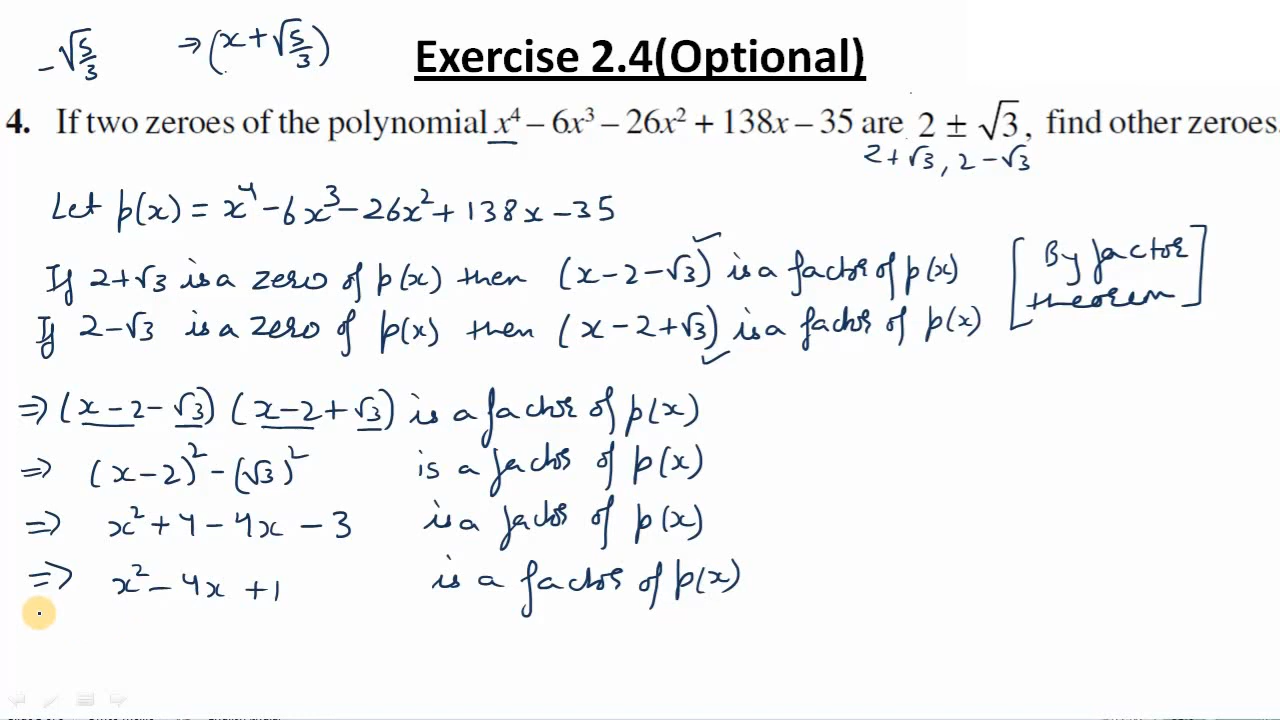 -√5/3 ⇒ (x + √5/3)
Exercise 2.4(Optional)
4. If two zeroes of the polynomial x⁴ – 6x³ – 26x² + 138x – 35 are 2 ± √3, find other zeroes
2+√3, 2-√3
Let p(x) = x⁴ - 6x³ - 26x² + 138x - 35
If 2+√3 is a zero of p(x) then (x-2-√3) is a factor of p(x) [By factor
If 2-√3 is a zero of p(x) then (x-2+√3) is a factor of p(x) theorem]
⇒ (x-2-√3) (x-2+√3) is a factor of p(x)
⇒ (x-2)² - (√3)² is a factor of p(x)
⇒ x² + 4 - 4x - 3 is a factor of p(x)
⇒ x² - 4x + 1 is a factor of p(x)